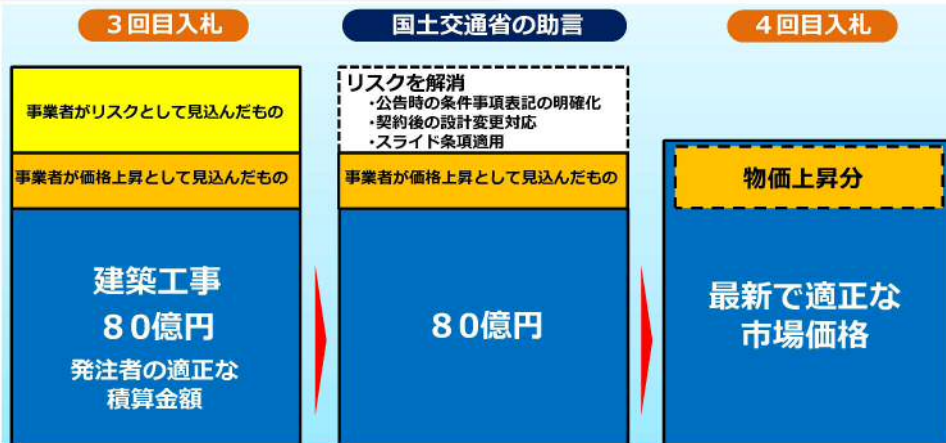 3回目入札
国土交通省の助言
4回目入札
事業者がリスクとして見込んだもの
事業者が価格上昇として見込んだもの
建築工事
80億円
発注者の適正な
積算金額
リスクを解消
・公告時の条件事項表記の明確化
・契約後の設計変更対応
・スライド条項適用
事業者が価格上昇として見込んだもの
80億円
物価上昇分
最新で適正な
市場価格